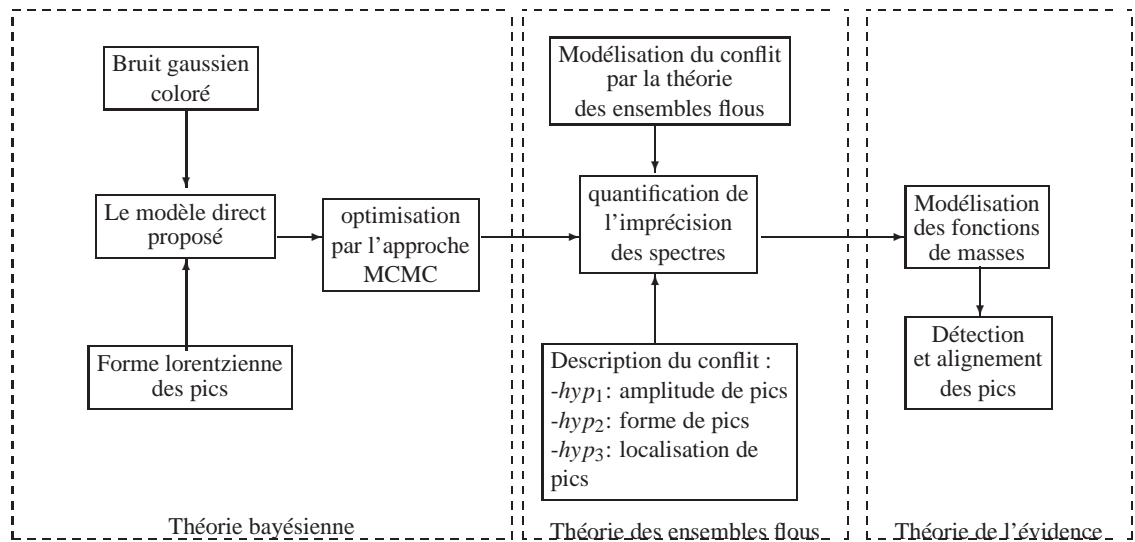 Bruit gaussien
coloré
Le modèle direct
proposé
Forme lorentzienne
des pics
optimisation
par l'approche
MCMC
Théorie bayésienne
Modélisation du conflit
par la théorie
des ensembles flous
quantification de
l'imprécision
des spectres
Description du conflit :
-hyp₁: amplitude de pics
-hyp₂: forme de pics
-hyp₃: localisation de
pics
Théorie des ensembles flous
Modélisation
des fonctions
de masses
Détection
et alignement
des pics
Théorie de l'évidence